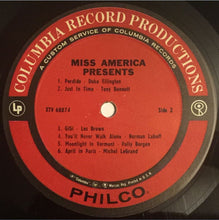 COLUMBIA RECORD PRODUCTIONS
A CUSTOM SERVICE OF COLUMBIA RECORDS
MISS AMERICA
PRESENTS
1. Perdido - Duke Ellington
2. Just In Time - Tony Bennett
LP
XTV 68874
Side 2
3. GiGi - Les Brown
4. You'll Never Walk Alone - Norman Luboff
5. Moonlight in Vermont - Polly Bergen
6. April in Paris - Michel LeGrand
PHILCO